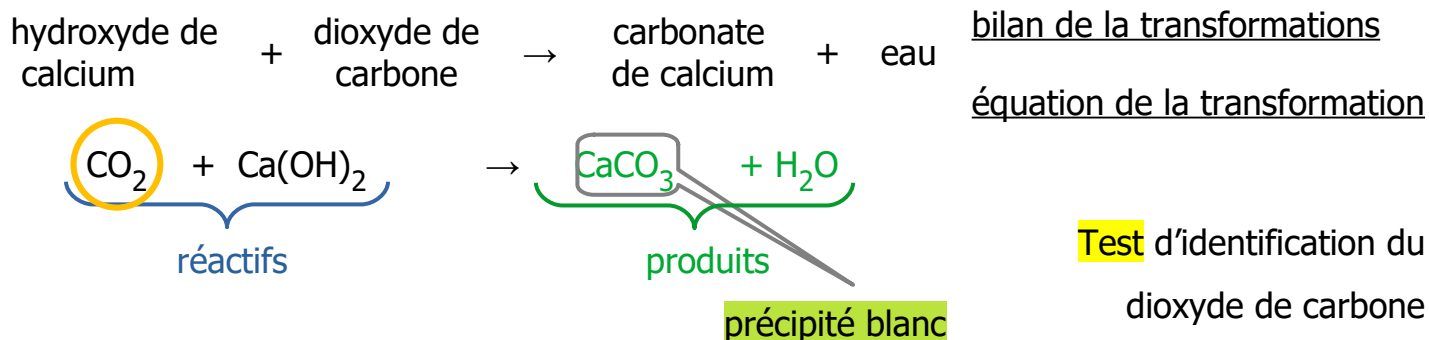 hydroxyde de calcium + dioxyde de carbone → carbonate de calcium + eau
bilan de la transformations
équation de la transformation
CO₂ + Ca(OH)₂ → CaCO₃ + H₂O
réactifs
produits
précipité blanc
Test d’identification du
dioxyde de carbone